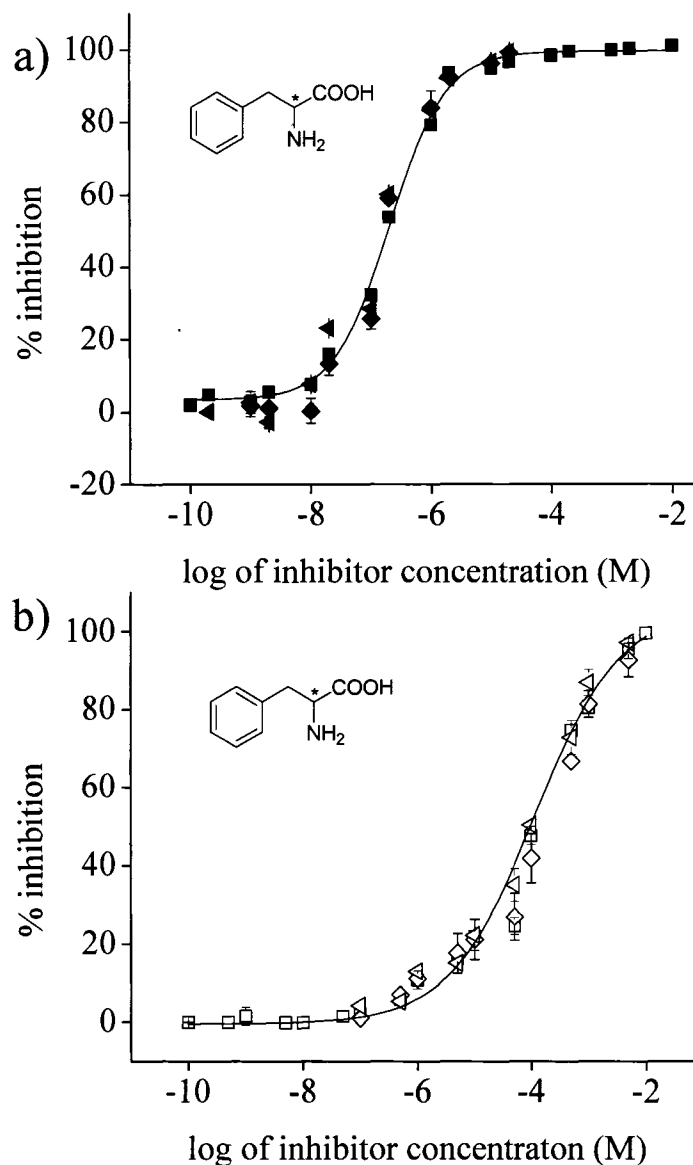 a)
100
80
60
40
20
0
-20
% inhibition
* COOH
NH2
-10 -8 -6 -4 -2
log of inhibitor concentration (M)
b)
100
80
60
40
20
0
% inhibition
* COOH
NH2
-10 -8 -6 -4 -2
log of inhibitor concentraton (M)